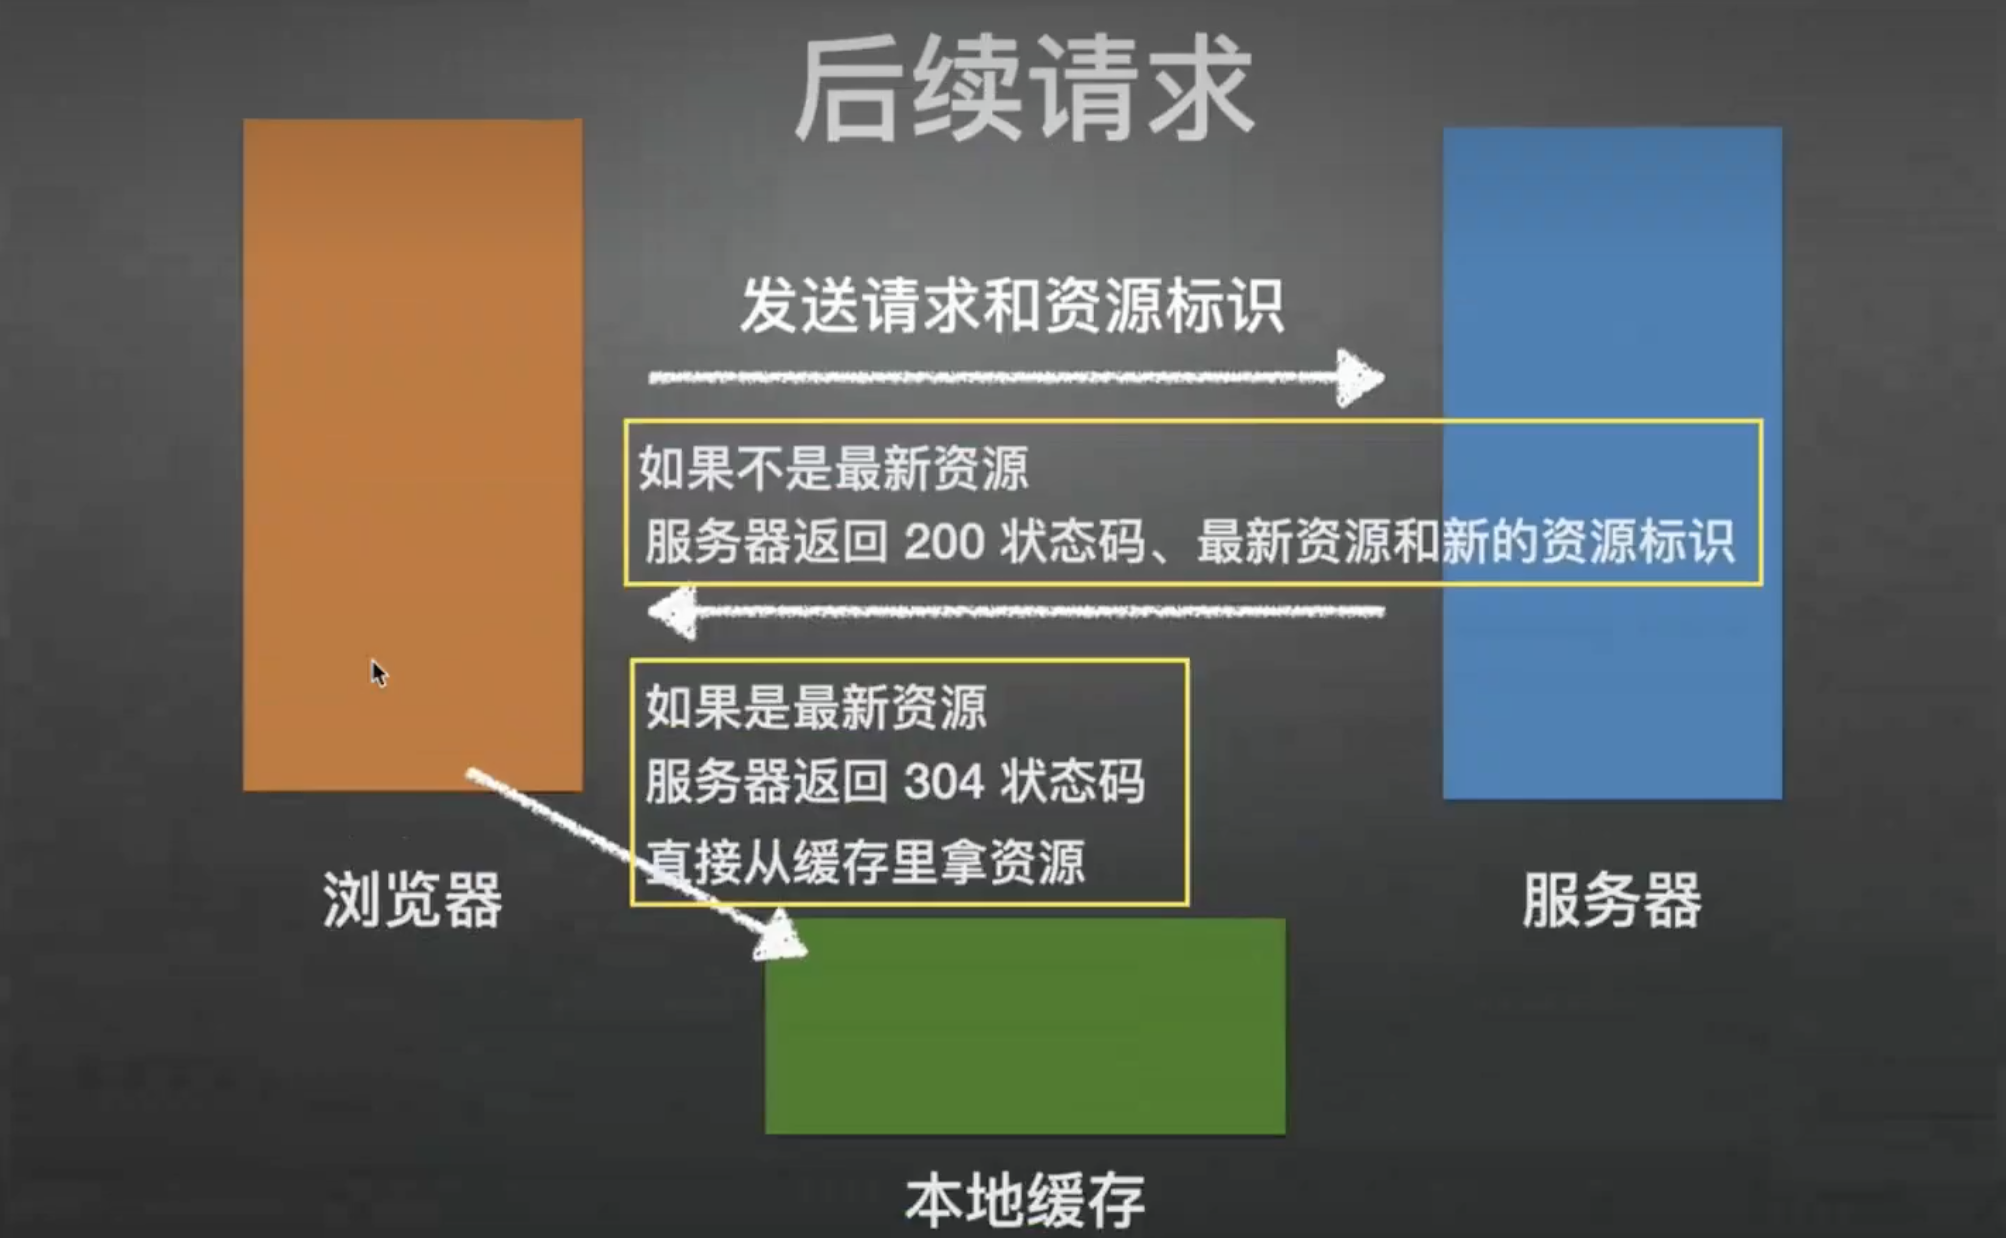 后续请求
发送请求和资源标识
如果不是最新资源
服务器返回 200 状态码、最新资源和新的资源标识
如果是最新资源
服务器返回 304 状态码
直接从缓存里拿资源
浏览器
服务器
本地缓存